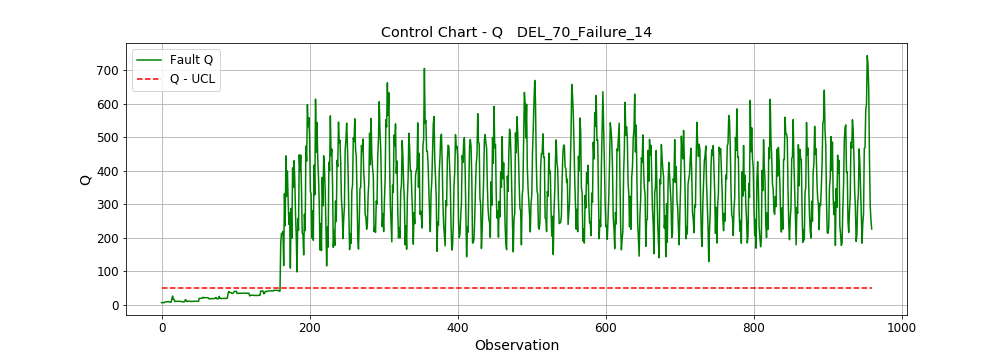 Control Chart - Q   DEL_70_Failure_14
Fault Q
Q - UCL
700
600
500
400
300
200
100
0
Q
0 200 400 600 800 1000
Observation